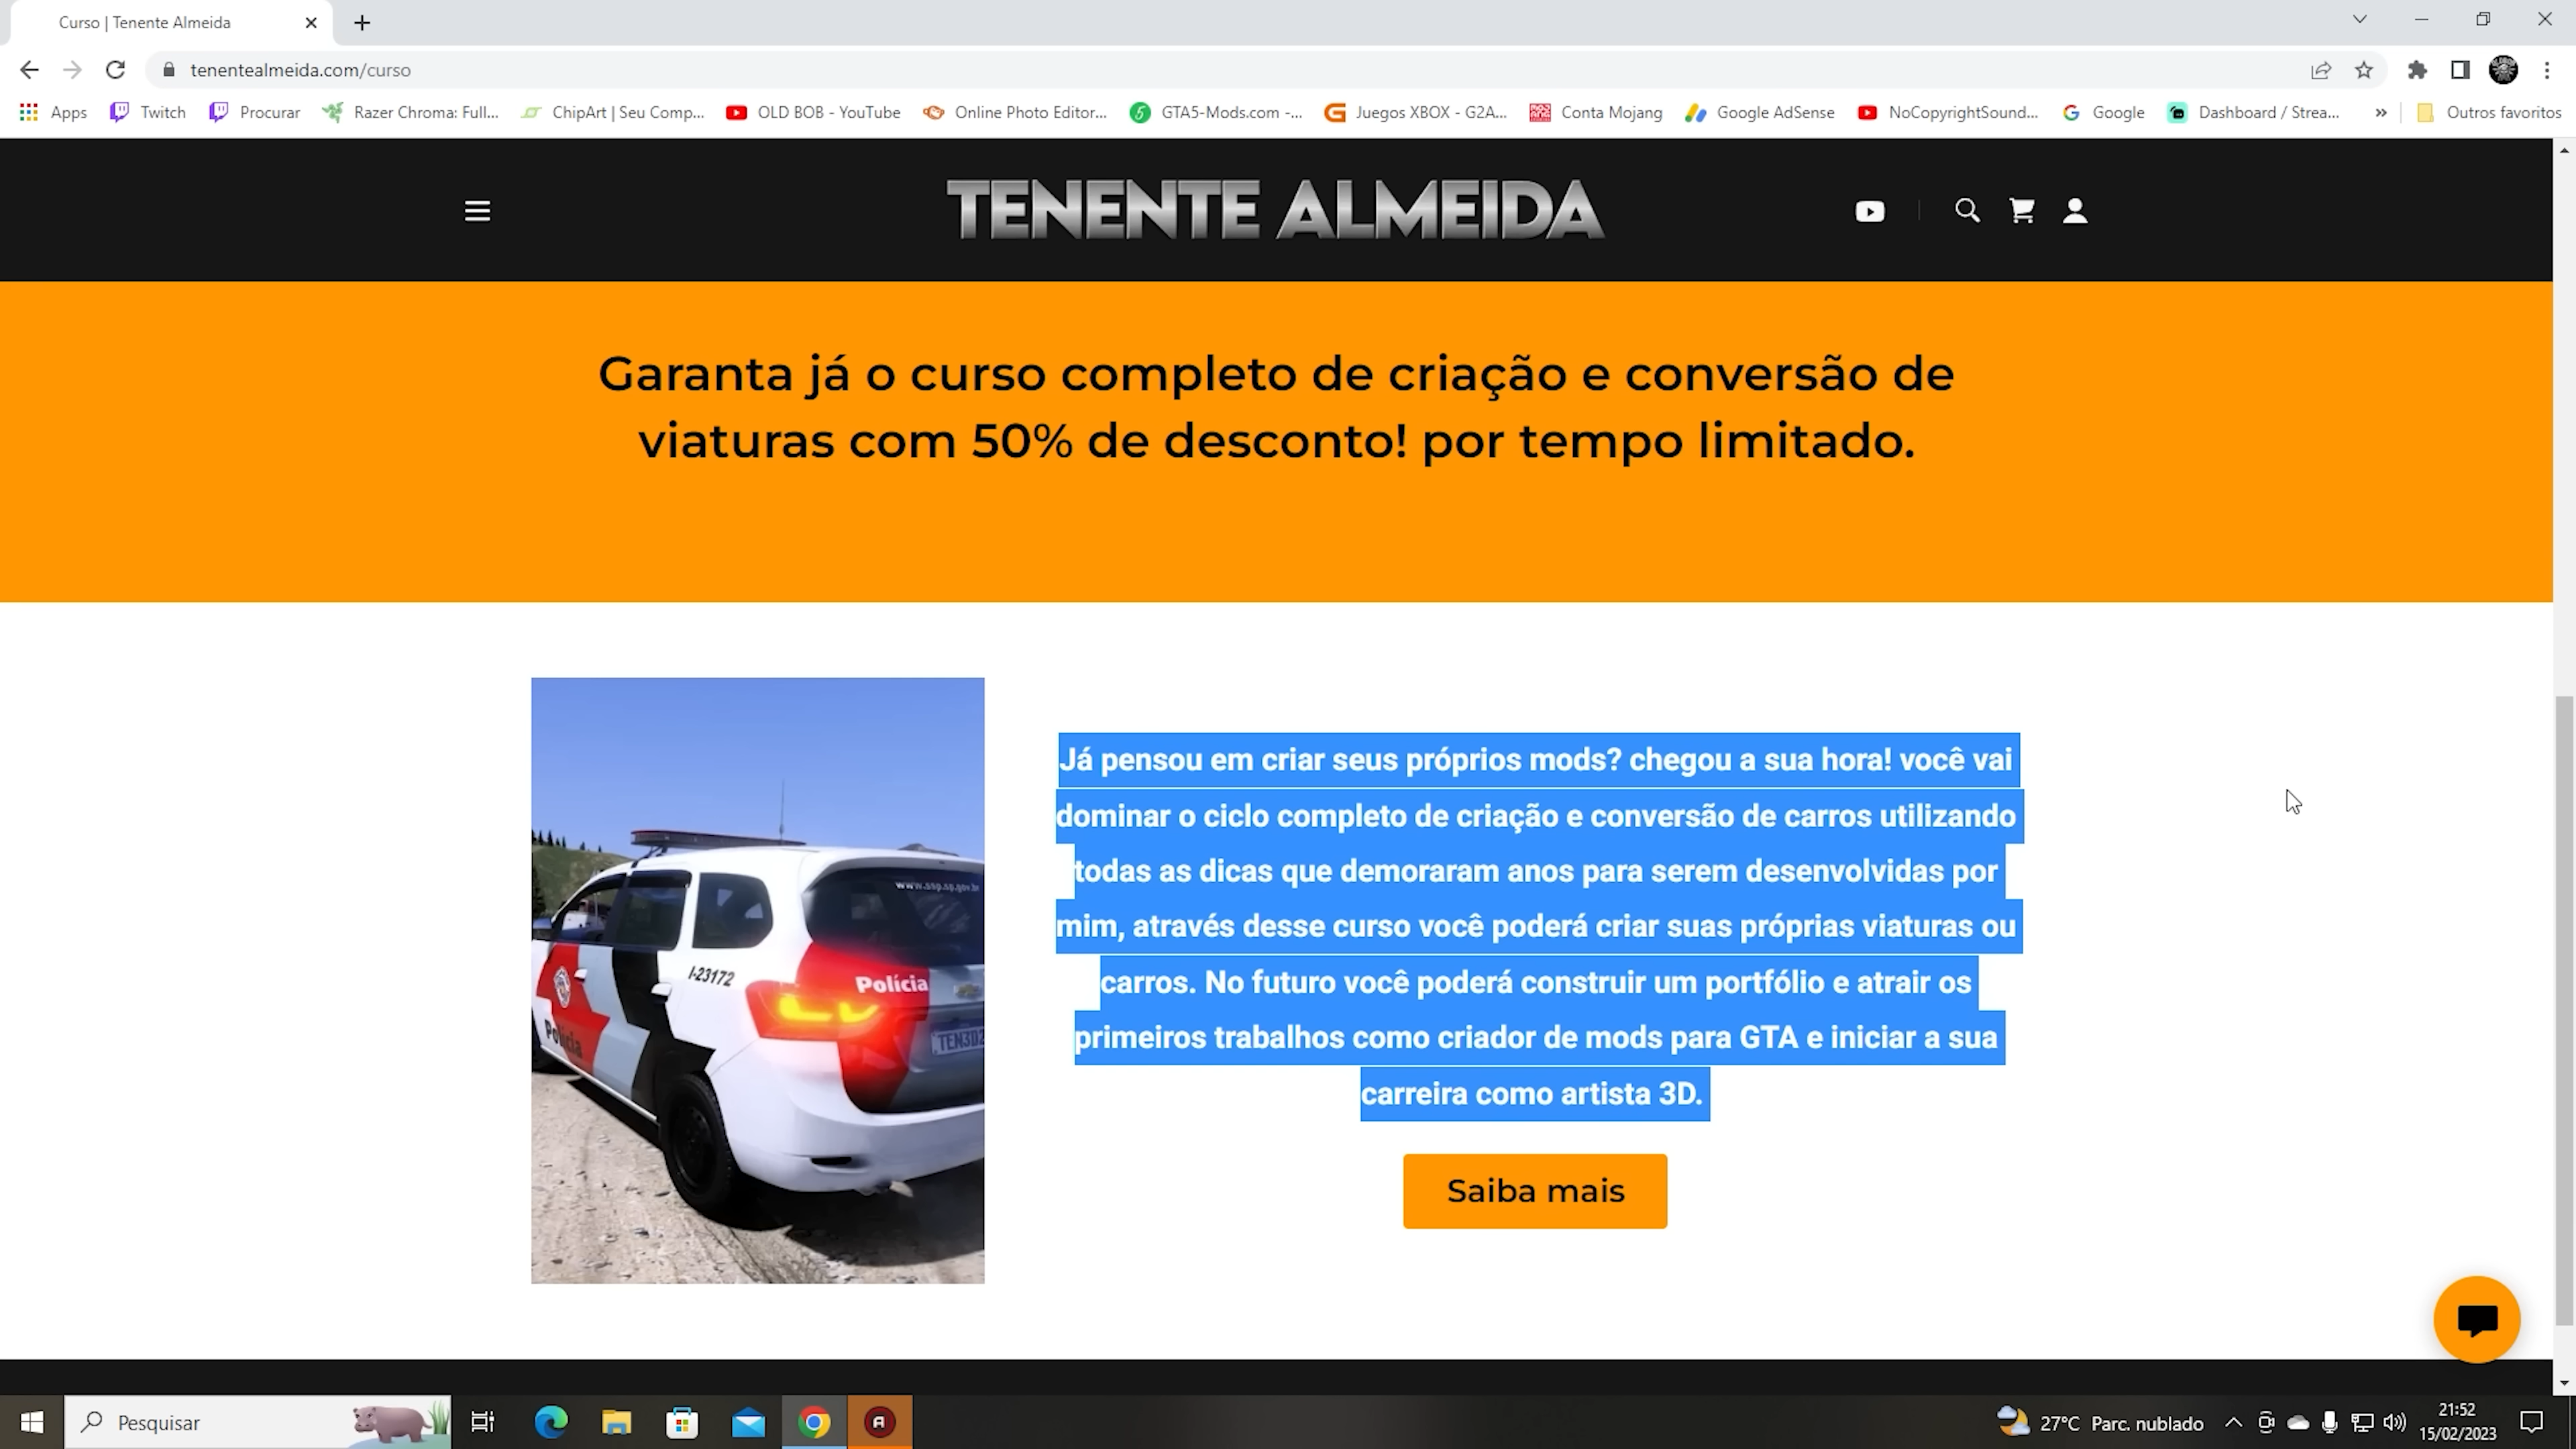 Curso | Tenente Almeida
tenentealmeida.com/curso
Apps Twitch Procurar Razer Chroma: Full... ChipArt | Seu Comp... OLD BOB - YouTube Online Photo Editor... GTA5-Mods.com -... Juegos XBOX - G2A... Conta Mojang Google AdSense NoCopyrightSound... Google Dashboard / Strea... » Outros favoritos
TENENTE ALMEIDA
Garanta já o curso completo de criação e conversão de
viaturas com 50% de desconto! por tempo limitado.
www.ssp.sp.gov.br
I-23172
Polícia
Polícia
Já pensou em criar seus próprios mods? chegou a sua hora! você vai
dominar o ciclo completo de criação e conversão de carros utilizando
todas as dicas que demoraram anos para serem desenvolvidas por
mim, através desse curso você poderá criar suas próprias viaturas ou
carros. No futuro você poderá construir um portfólio e atrair os
primeiros trabalhos como criador de mods para GTA e iniciar a sua
carreira como artista 3D.
Saiba mais
Pesquisar
27°C Parc. nublado
21:52
15/02/2023